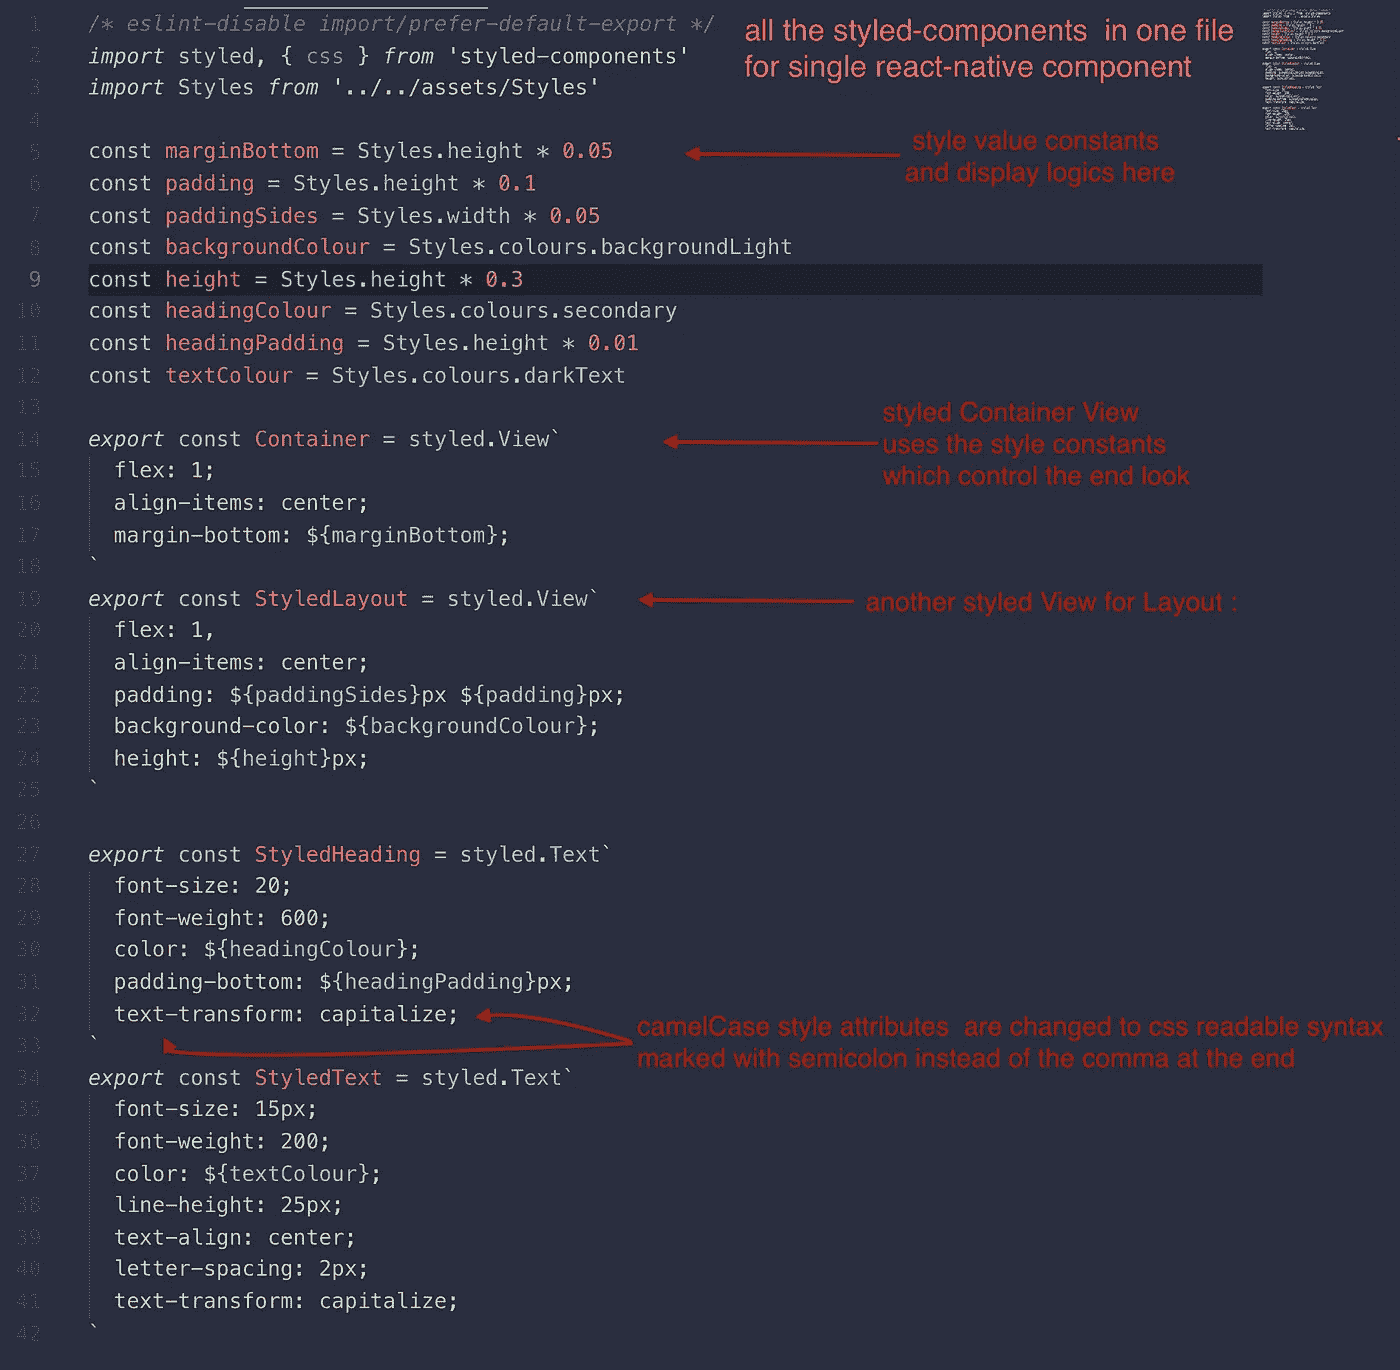 1 /* eslint-disable import/prefer-default-export */
all the styled-components in one file
2 import styled, { css } from 'styled-components'
for single react-native component
3 import Styles from '../../assets/Styles'
4
style value constants
5 const marginBottom = Styles.height * 0.05
and display logics here
6 const padding = Styles.height * 0.1
7 const paddingSides = Styles.width * 0.05
8 const backgroundColour = Styles.colours.backgroundLight
9 const height = Styles.height * 0.3
10 const headingColour = Styles.colours.secondary
11 const headingPadding = Styles.height * 0.01
12 const textColour = Styles.colours.darkText
13
styled Container View
14 export const Container = styled.View`
uses the style constants
15 flex: 1;
which control the end look
16 align-items: center;
17 margin-bottom: ${marginBottom};
18 `
19 export const StyledLayout = styled.View`
another styled View for Layout :
20 flex: 1,
21 align-items: center;
22 padding: ${paddingSides}px ${padding}px;
23 background-color: ${backgroundColour};
24 height: ${height}px;
25 `
26
27 export const StyledHeading = styled.Text`
28 font-size: 20;
29 font-weight: 600;
30 color: ${headingColour};
31 padding-bottom: ${headingPadding}px;
32 text-transform: capitalize;
camelCase style attributes are changed to css readable syntax
33 `
marked with semicolon instead of the comma at the end
34 export const StyledText = styled.Text`
35 font-size: 15px;
36 font-weight: 200;
37 color: ${textColour};
38 line-height: 25px;
39 text-align: center;
40 letter-spacing: 2px;
41 text-transform: capitalize;
42 `